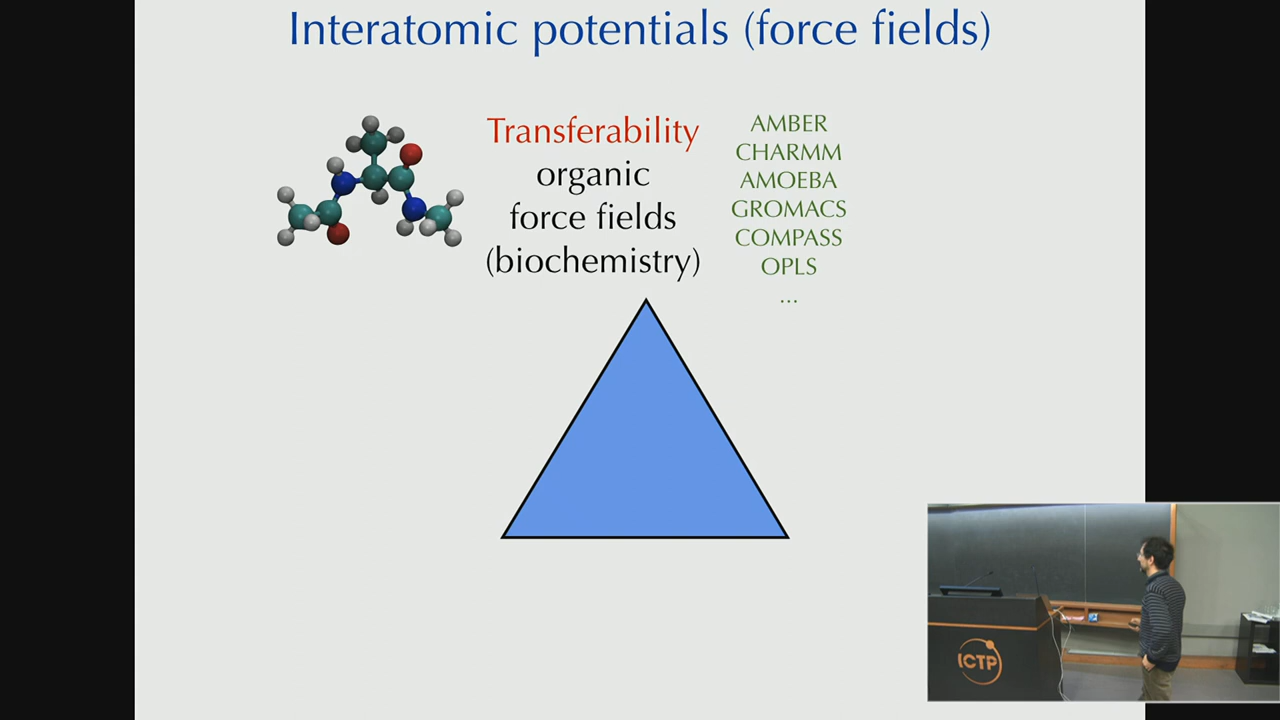 Interatomic potentials (force fields)
Transferability
organic
force fields
(biochemistry)
AMBER
CHARMM
AMOEBA
GROMACS
COMPASS
OPLS
...
ICTP